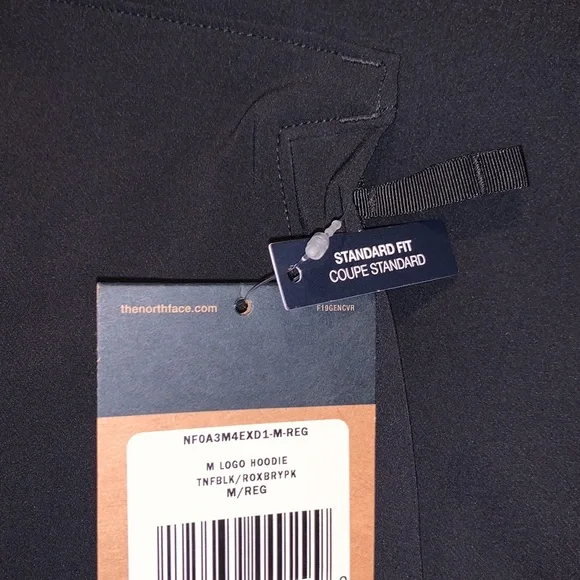 STANDARD FIT
COUPE STANDARD
thenorthface.com
F19GENCVR
NF0A3M4EXD1-M-REG
M LOGO HOODIE
TNFBLK/ROXBRYPK
M/REG